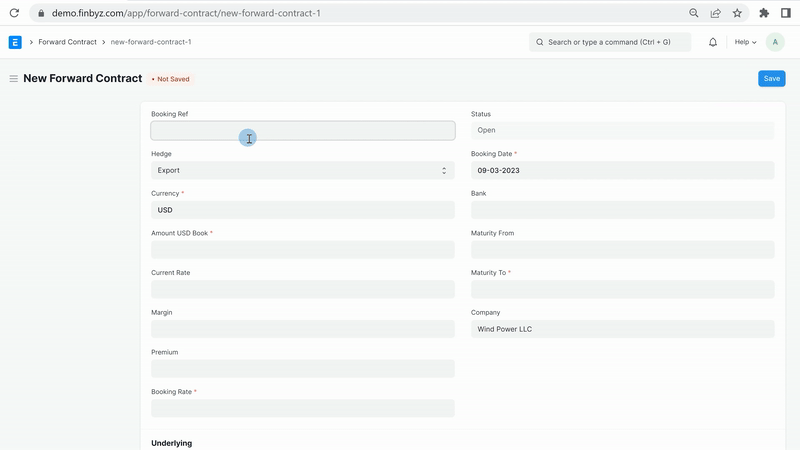 demo.finbyz.com/app/forward-contract/new-forward-contract-1
E > Forward Contract > new-forward-contract-1
Search or type a command (Ctrl + G)
Help
A
New Forward Contract
• Not Saved
Save
Booking Ref
Status
Open
Hedge
Booking Date *
Export
09-03-2023
Currency *
Bank
USD
Amount USD Book *
Maturity From
Current Rate
Maturity To *
Margin
Company
Wind Power LLC
Premium
Booking Rate *
Underlying